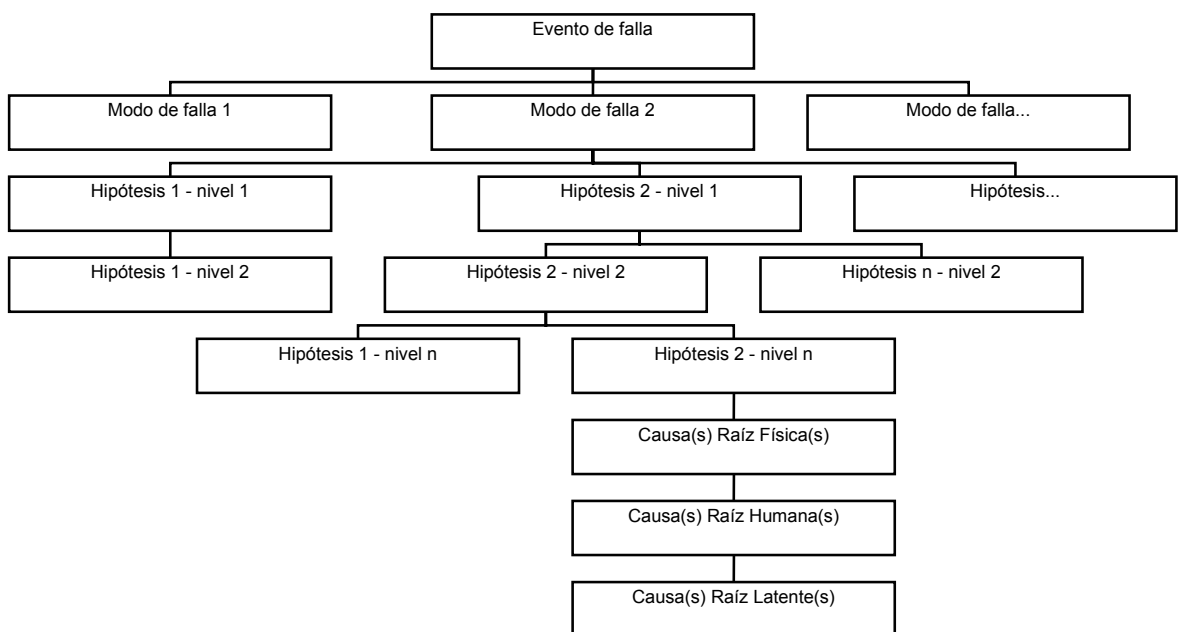 Evento de falla
Modo de falla 1
Modo de falla 2
Modo de falla...
Hipótesis 1 - nivel 1
Hipótesis 2 - nivel 1
Hipótesis...
Hipótesis 1 - nivel 2
Hipótesis 2 - nivel 2
Hipótesis n - nivel 2
Hipótesis 1 - nivel n
Hipótesis 2 - nivel n
Causa(s) Raíz Física(s)
Causa(s) Raíz Humana(s)
Causa(s) Raíz Latente(s)